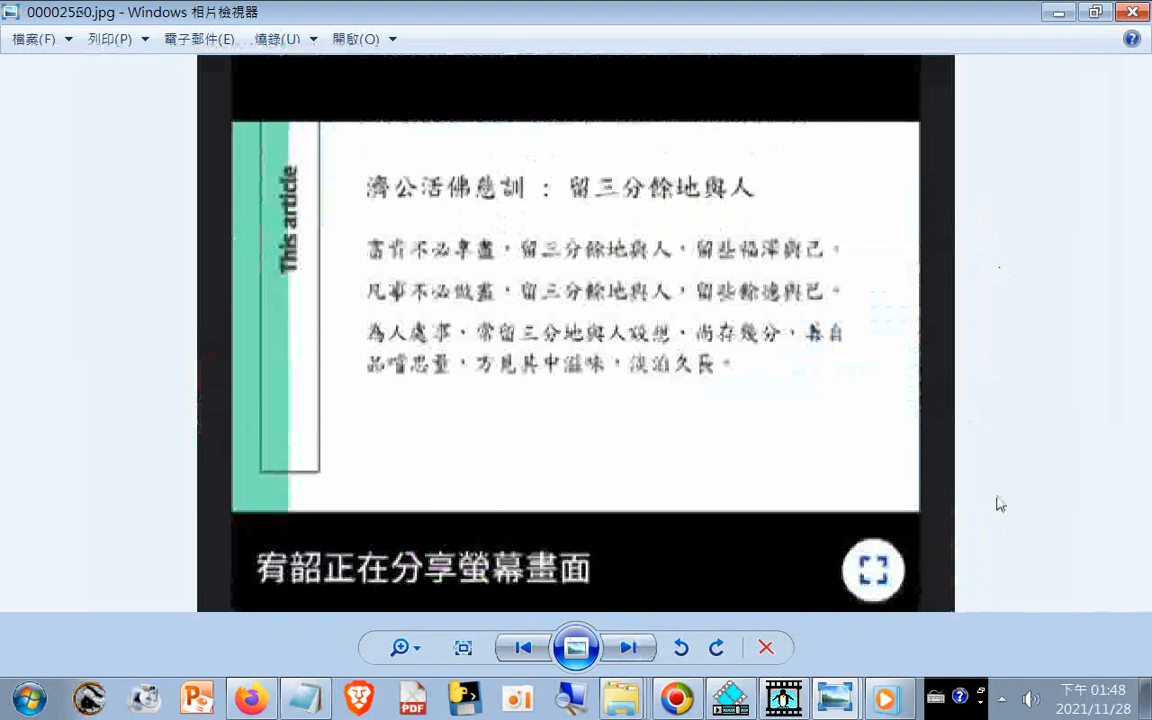 00002560.jpg - Windows 相片檢視器
檔案(F) 列印(P) 電子郵件(E) 燒錄(U) 開啟(O)
This article
濟公活佛慈訓 : 留三分餘地與人
富貴不必享盡,留三分餘地與人,留些福澤與己。
凡事不必做盡,留三分餘地與人,留些餘德與己。
為人處事、常留三分地與人設想,尚存幾分,若自
品嚐思量,方見其中滋味,淡泊久長。
宥韶正在分享螢幕畫面
下午 01:48
2021/11/28